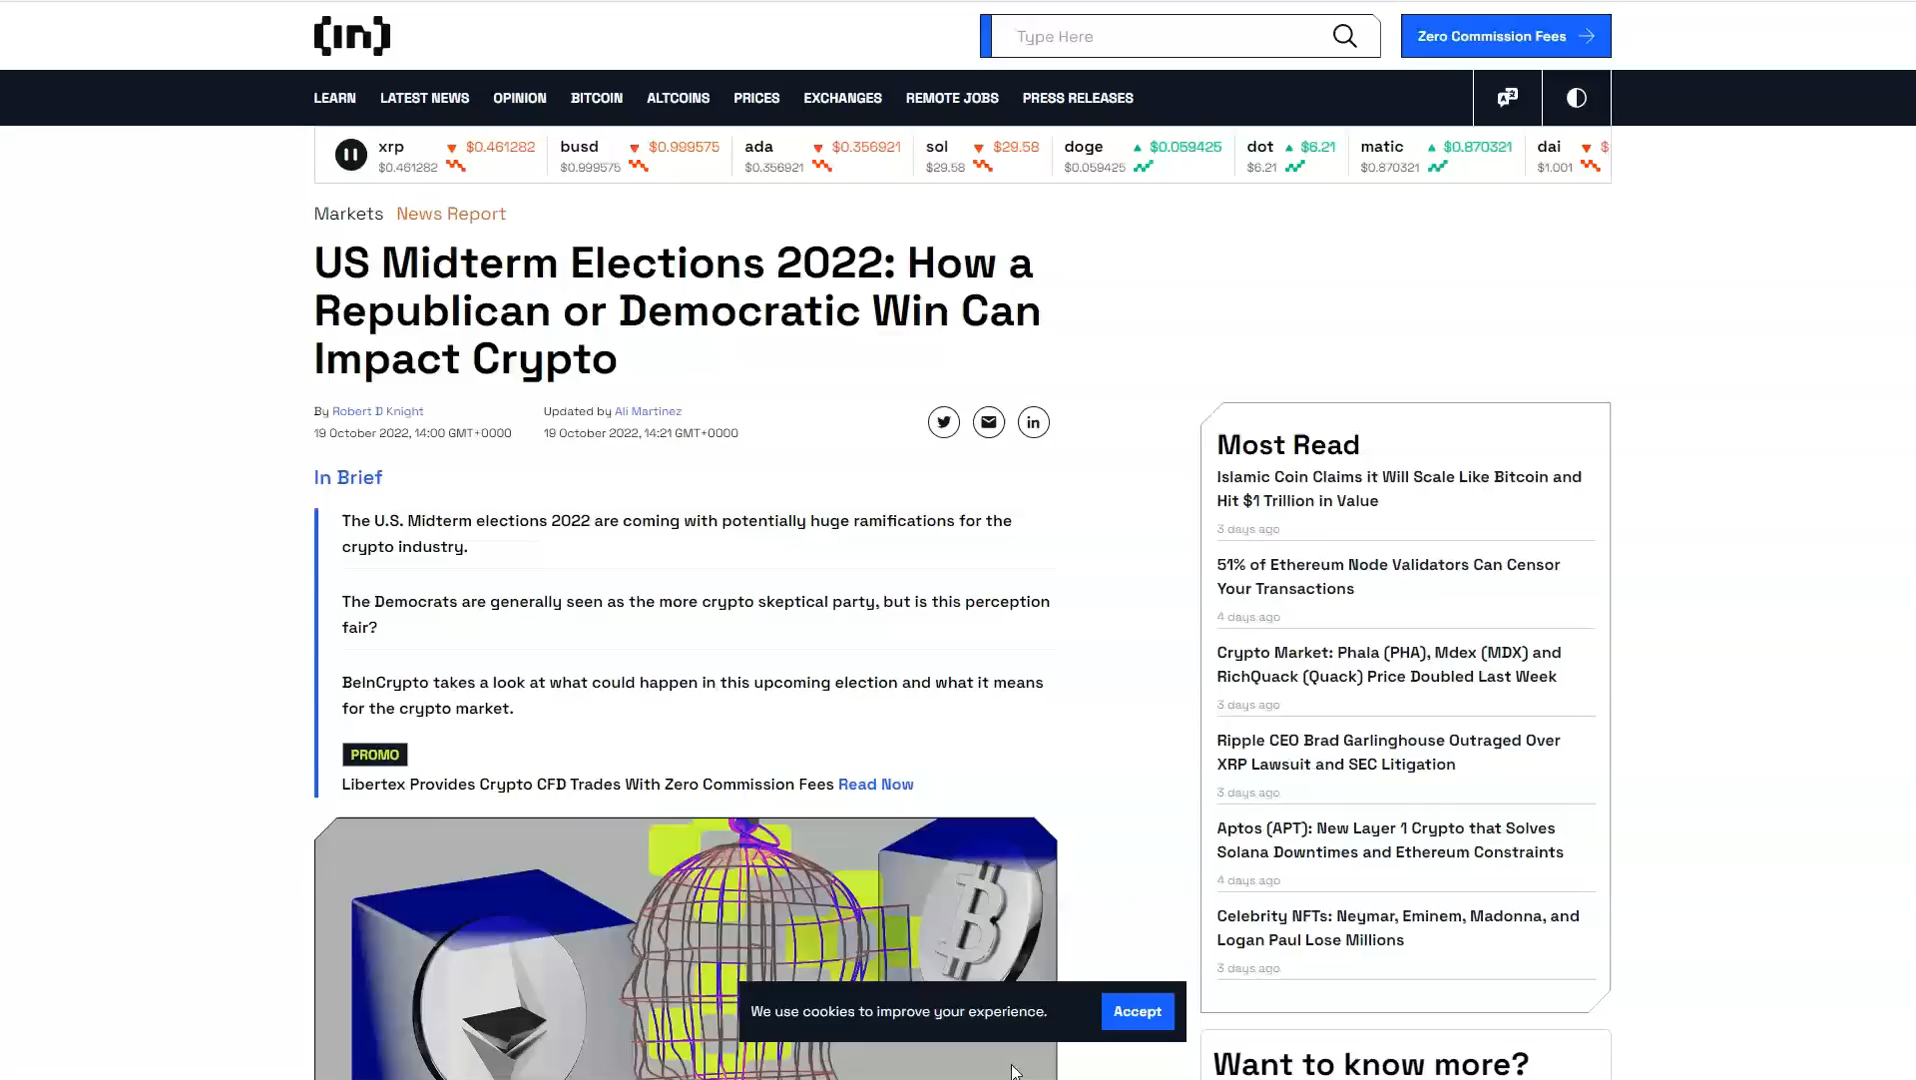 [in]
Type Here
Zero Commission Fees
LEARN LATEST NEWS OPINION BITCOIN ALTCOINS PRICES EXCHANGES REMOTE JOBS PRESS RELEASES
xrp $0.461282 busd $0.999575 ada $0.356921 sol $29.58 doge $0.059425 dot $6.21 matic $0.870321 dai $
$0.461282 $0.999575 $0.356921 $29.58 $0.059425 $6.21 $0.870321 $1.001
Markets News Report
US Midterm Elections 2022: How a
Republican or Democratic Win Can
Impact Crypto
By Robert D Knight Updated by Ali Martinez
19 October 2022, 14:00 GMT+0000 19 October 2022, 14:21 GMT+0000
In Brief
The U.S. Midterm elections 2022 are coming with potentially huge ramifications for the
crypto industry.
The Democrats are generally seen as the more crypto skeptical party, but is this perception
fair?
BeInCrypto takes a look at what could happen in this upcoming election and what it means
for the crypto market.
PROMO
Libertex Provides Crypto CFD Trades With Zero Commission Fees Read Now
We use cookies to improve your experience. Accept
Most Read
Islamic Coin Claims it Will Scale Like Bitcoin and
Hit $1 Trillion in Value
3 days ago
51% of Ethereum Node Validators Can Censor
Your Transactions
4 days ago
Crypto Market: Phala (PHA), Mdex (MDX) and
RichQuack (Quack) Price Doubled Last Week
3 days ago
Ripple CEO Brad Garlinghouse Outraged Over
XRP Lawsuit and SEC Litigation
3 days ago
Aptos (APT): New Layer 1 Crypto that Solves
Solana Downtimes and Ethereum Constraints
4 days ago
Celebrity NFTs: Neymar, Eminem, Madonna, and
Logan Paul Lose Millions
3 days ago
Want to know more?